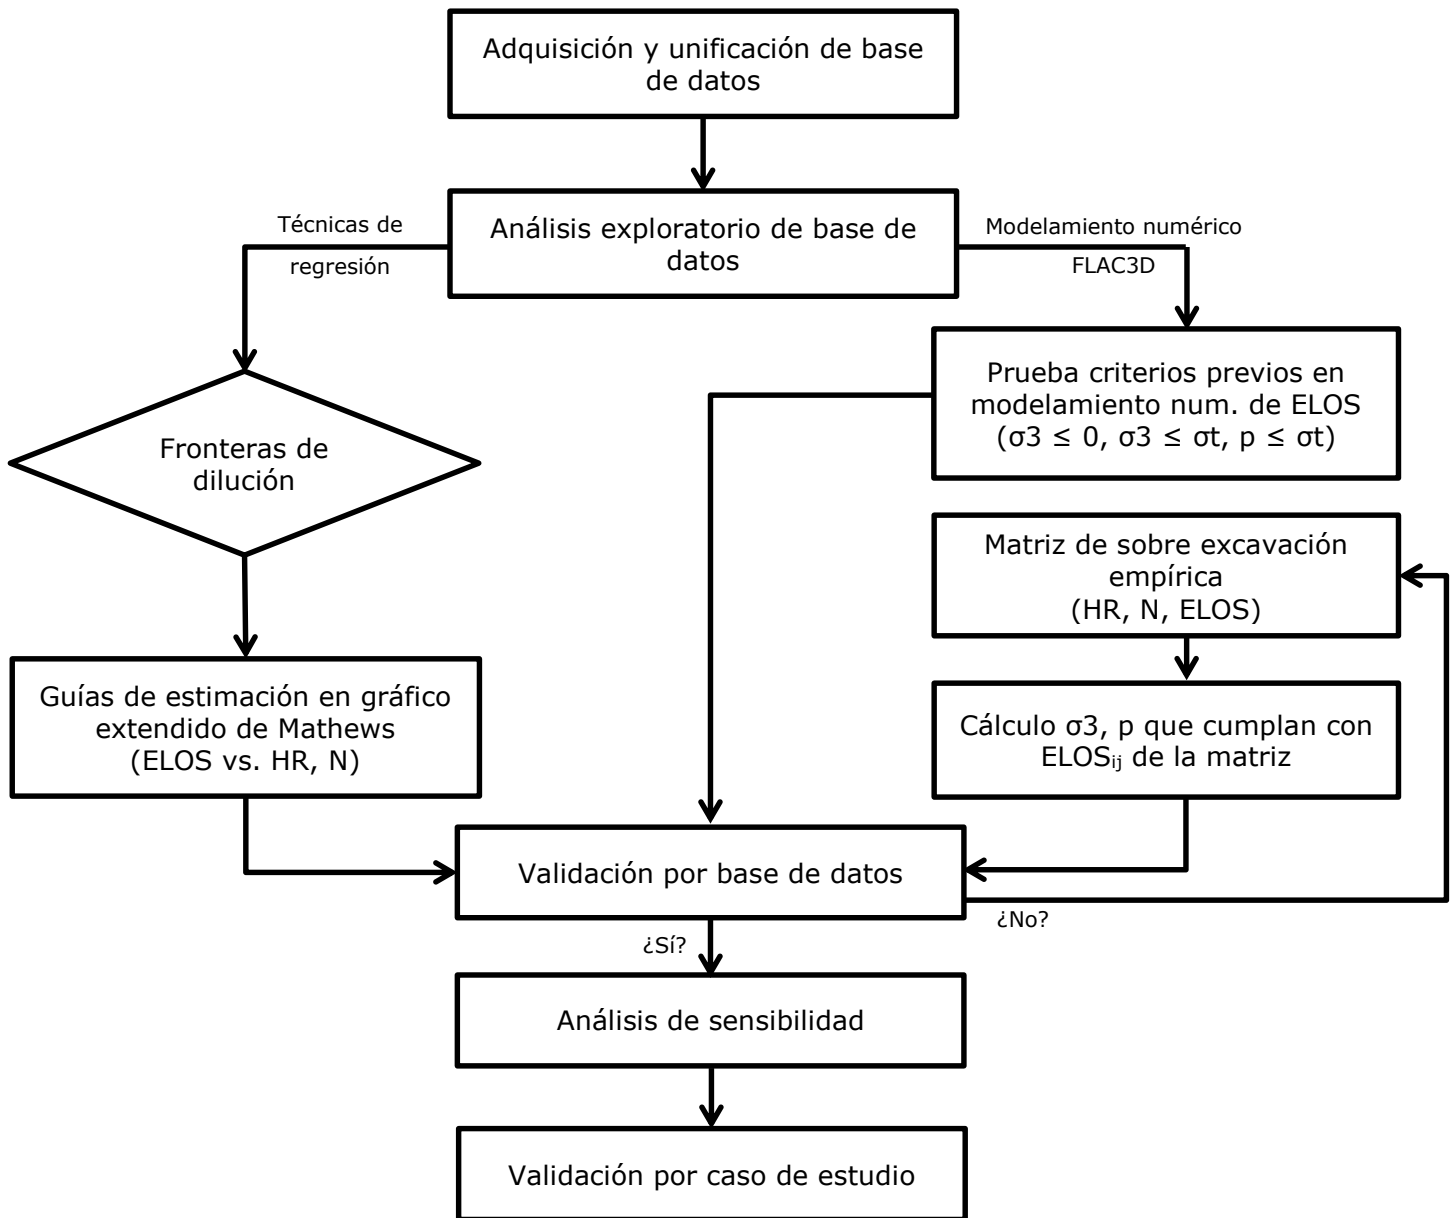 Adquisición y unificación de base
de datos
Análisis exploratorio de base de
datos
Técnicas de
regresión
Modelamiento numérico
FLAC3D
Prueba criterios previos en
modelamiento num. de ELOS
(σ3 ≤ 0, σ3 ≤ σt, p ≤ σt)
Fronteras de
dilución
Matriz de sobre excavación
empírica
(HR, N, ELOS)
Guías de estimación en gráfico
extendido de Mathews
(ELOS vs. HR, N)
Cálculo σ3, p que cumplan con
ELOSij de la matriz
Validación por base de datos
¿No?
¿Sí?
Análisis de sensibilidad
Validación por caso de estudio